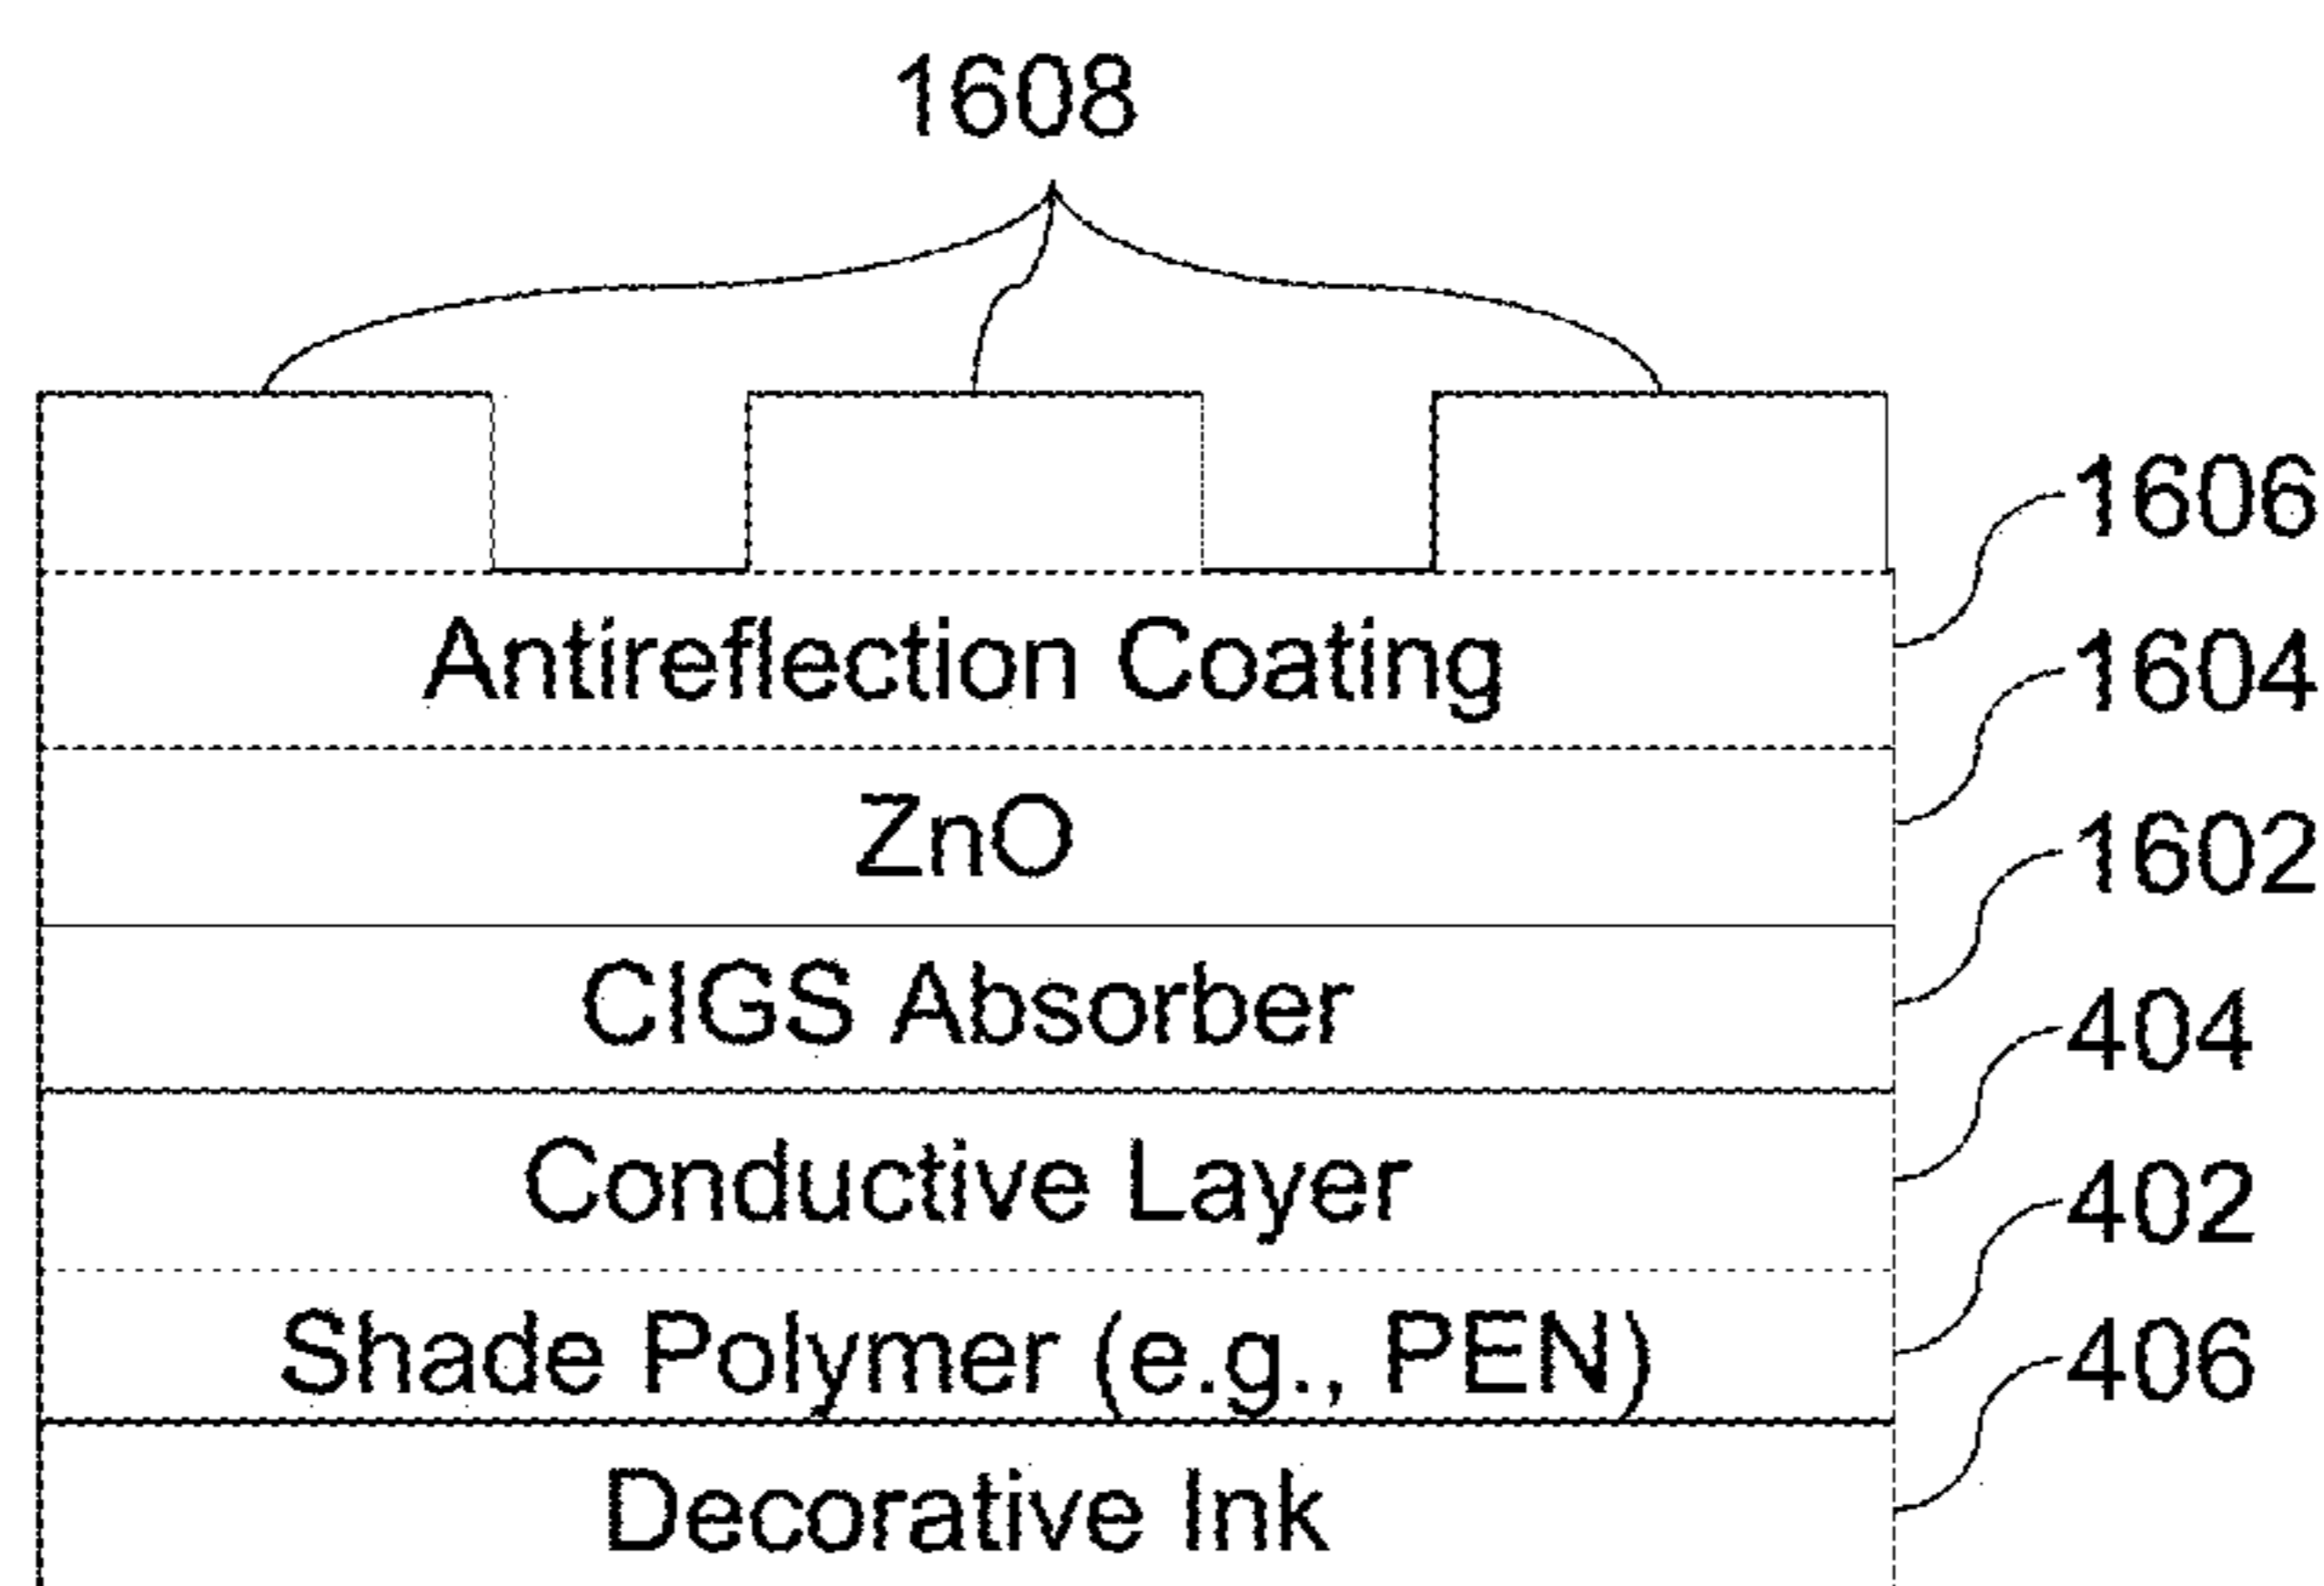 1608
1606
Antireflection Coating
1604
ZnO
1602
CIGS Absorber
404
Conductive Layer
402
Shade Polymer (e.g., PEN)
406
Decorative Ink